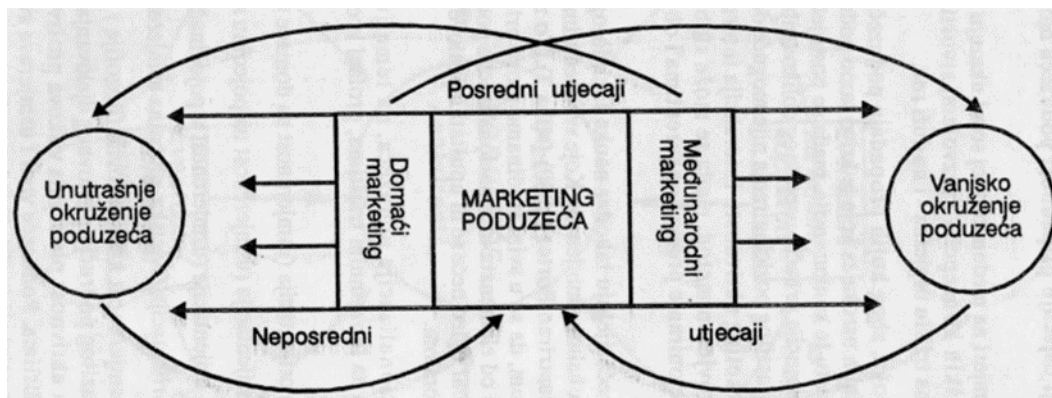 Posredni utjecaji
Unutrašnje
okruženje
poduzeća
Domaći
marketing
MARKETING
PODUZEĆA
Međunarodni
marketing
Vanjsko
okruženje
poduzeća
Neposredni
utjecaji